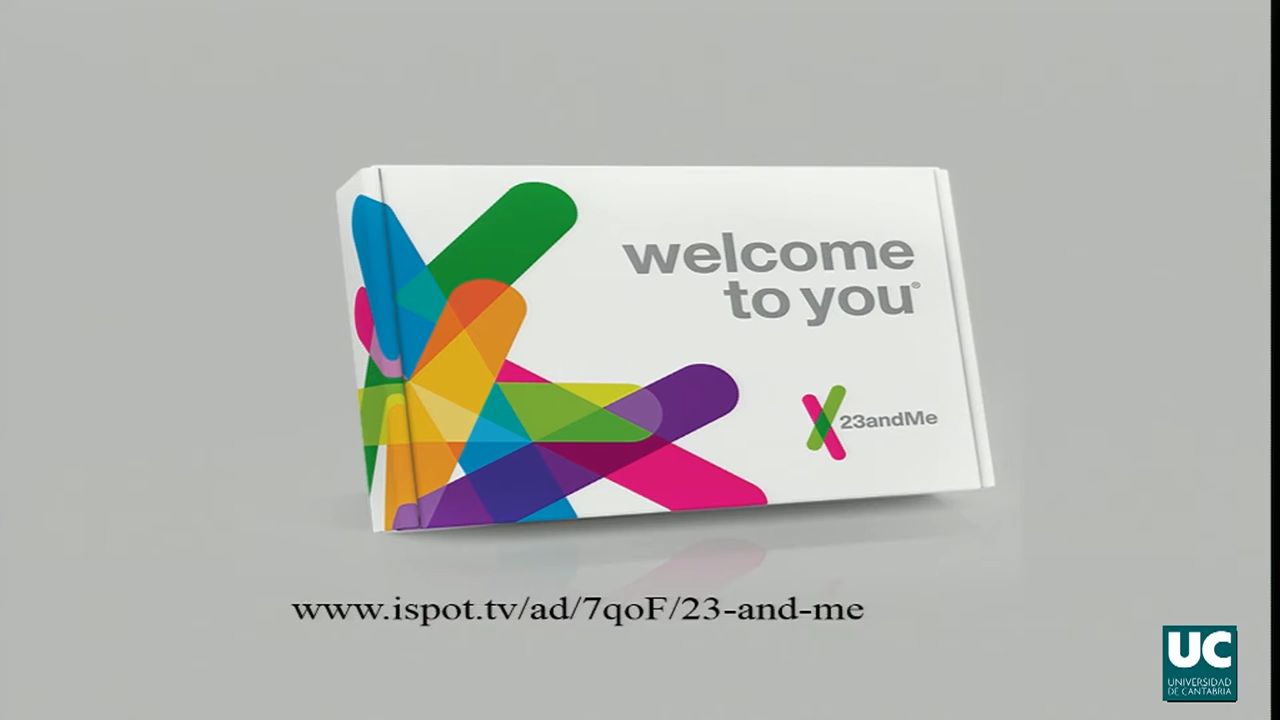 welcome
to you®
23andMe
www.ispot.tv/ad/7qoF/23-and-me
UC
UNIVERSIDAD
DE CANTABRIA